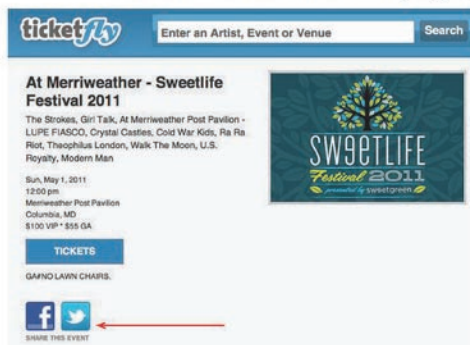 ticketfly
Enter an Artist, Event or Venue
Search
At Merriweather - Sweetlife
Festival 2011
The Strokes, Girl Talk, At Merriweather Post Pavilion -
LUPE FIASCO, Crystal Castles, Cold War Kids, Ra Ra
Riot, Theophilus London, Walk The Moon, U.S.
Royalty, Modern Man
Sun, May 1, 2011
12:00 pm
Merriweather Post Pavilion
Columbia, MD
$100 VIP * $55 GA
TICKETS
GA#NO LAWN CHAIRS.
SHARE THIS EVENT
SWEETLIFE
Festival 2011
presented by sweetgreen